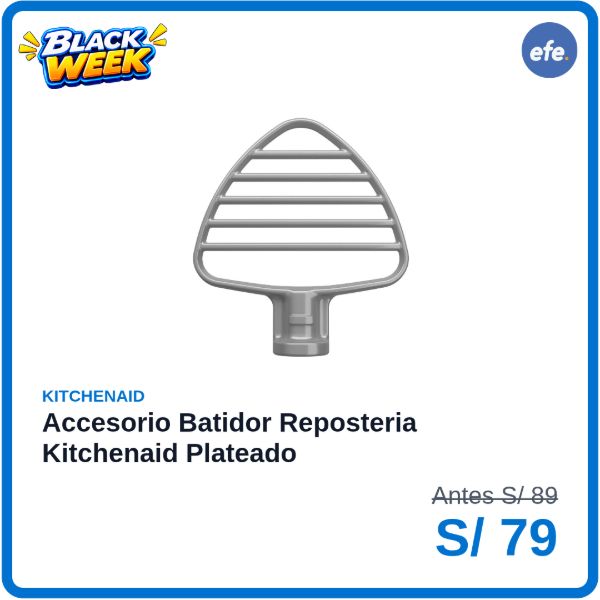 BLACK
WEEK
efe.
KITCHENAID
Accesorio Batidor Reposteria
Kitchenaid Plateado
Antes S/ 89
S/ 79